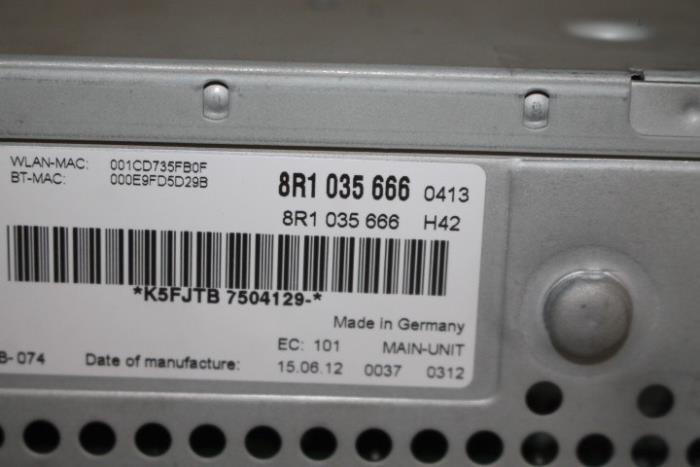 WLAN-MAC: 001CD735FB0F
BT-MAC: 000E9FD5D29B
8R1 035 666 0413
8R1 035 666 H42
*K5FJTB 7504129-*
Made in Germany
EC: 101 MAIN-UNIT
B- 074 Date of manufacture: 15.06.12 0037 0312